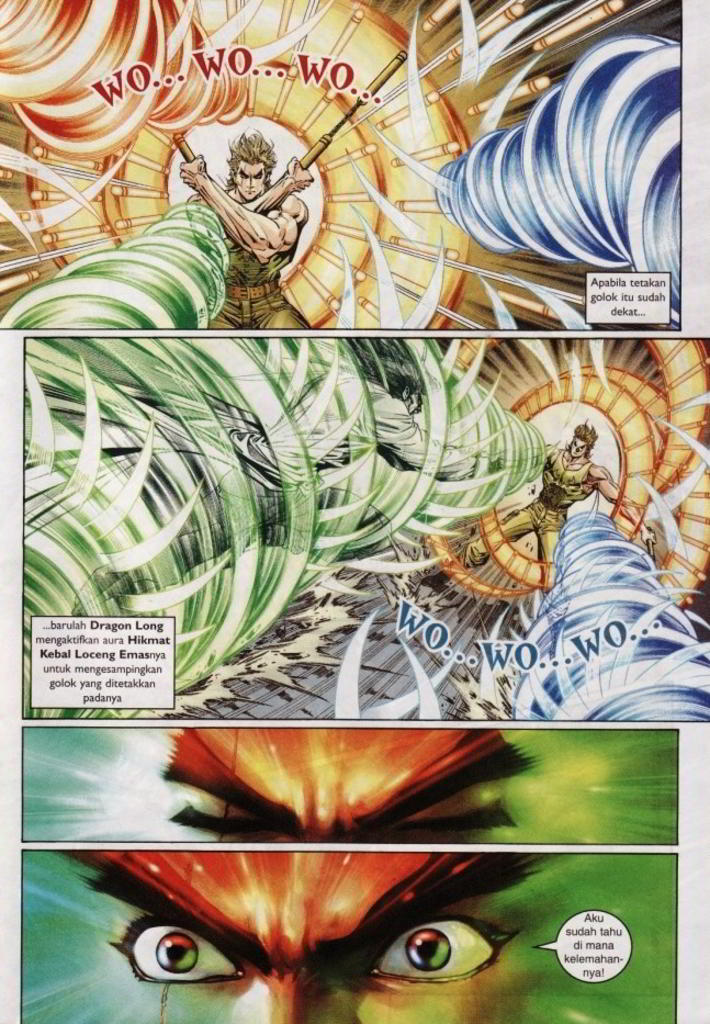 WO... WO... WO...
Apabila tetakan
golok itu sudah
dekat...
...barulah Dragon Long
mengaktifkan aura Hikmat
Kebal Loceng Emasnya
untuk mengesampingkan
golok yang ditetakkan
padanya
WO... WO... WO...
Aku
sudah tahu
di mana
kelemahan-
nya!